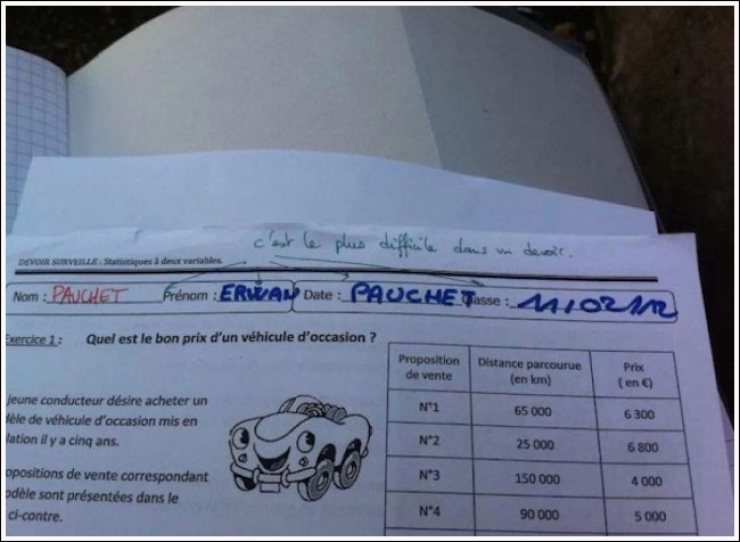 c'est le plus difficile dans un devoir.
DEVOIR SURVEILLE : Statistiques à deux variables.
Nom : PAUCHET Prénom : ERWAN Date : PAUCHET asse : 11/02/12
Exercice 1 : Quel est le bon prix d'un véhicule d'occasion ?
jeune conducteur désire acheter un
dèle de véhicule d'occasion mis en
lation il y a cinq ans.
opositions de vente correspondant
odèle sont présentées dans le
ci-contre.
Proposition de vente Distance parcourue (en km) Prix (en €)
N°1 65 000 6 300
N°2 25 000 6 800
N°3 150 000 4 000
N°4 90 000 5 000